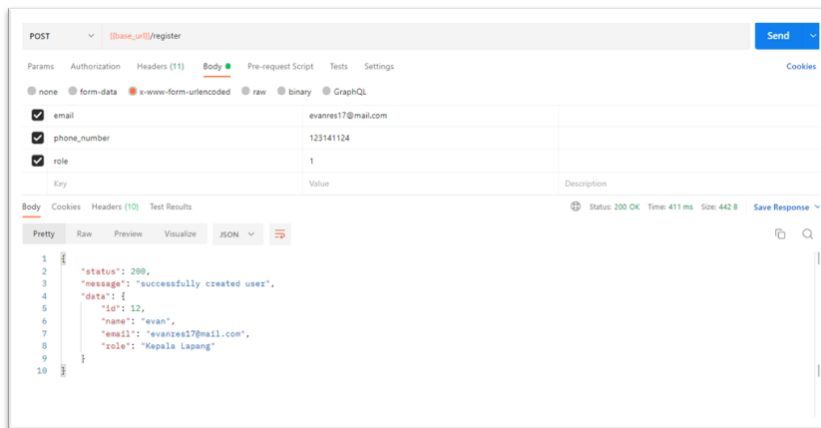 POST {{base_url}}/register Send
Params Authorization Headers (11) Body Pre-request Script Tests Settings Cookies
none form-data x-www-form-urlencoded raw binary GraphQL
email evanres17@mail.com
phone_number 123141124
role 1
Key Value Description
Body Cookies Headers (10) Test Results Status: 200 OK Time: 411 ms Size: 442 B Save Response
Pretty Raw Preview Visualize JSON
1 {
2 "status": 200,
3 "message": "successfully created user",
4 "data": {
5 "id": 12,
6 "name": "evan",
7 "email": "evanres17@mail.com",
8 "role": "Kepala Lapang"
9 }
10 }